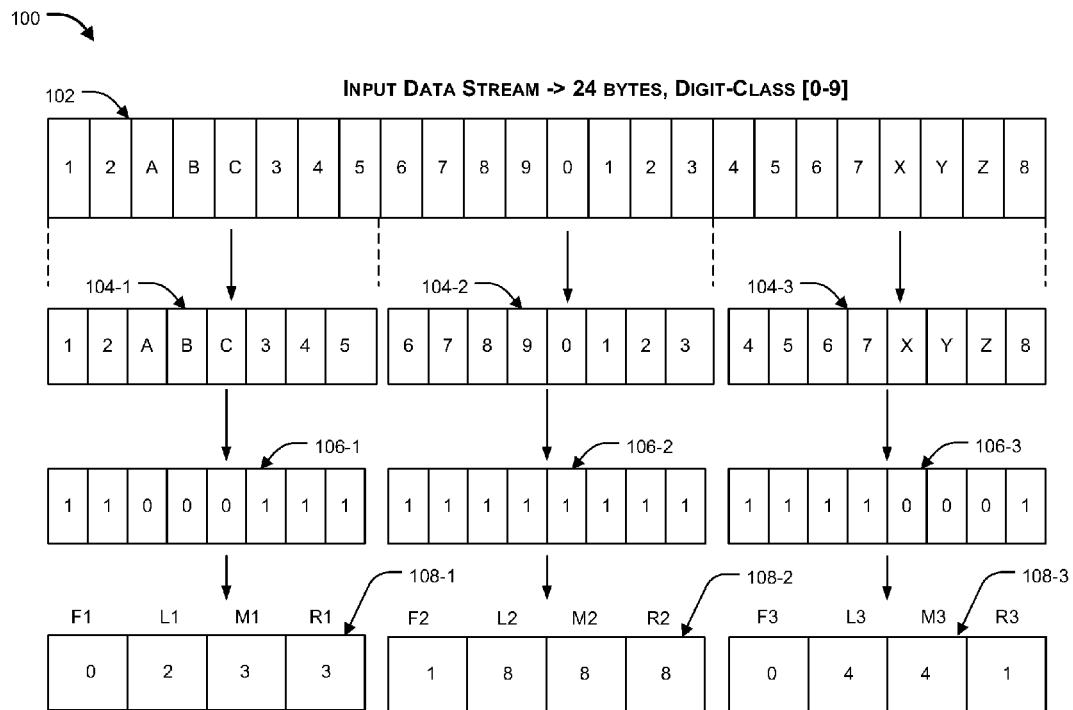 100
INPUT DATA STREAM -> 24 BYTES, DIGIT-CLASS [0-9]
102
1 2 A B C 3 4 5 6 7 8 9 0 1 2 3 4 5 6 7 X Y Z 8
104-1 104-2 104-3
1 2 A B C 3 4 5 6 7 8 9 0 1 2 3 4 5 6 7 X Y Z 8
106-1 106-2 106-3
1 1 0 0 0 1 1 1 1 1 1 1 1 1 1 1 1 1 1 1 0 0 0 1
108-1 108-2 108-3
F1 L1 M1 R1 F2 L2 M2 R2 F3 L3 M3 R3
0 2 3 3 1 8 8 8 0 4 4 1